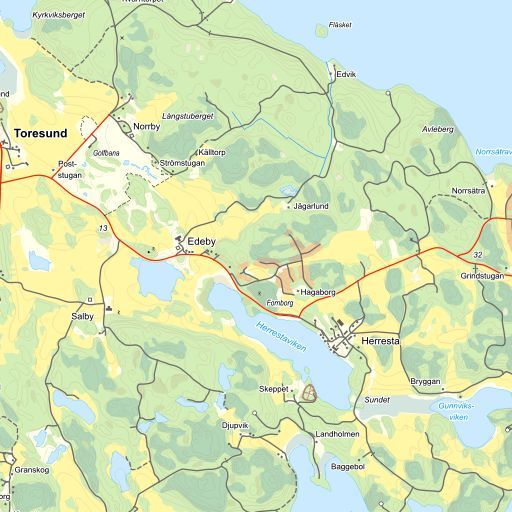 Kyrkviksberget
Fläsket
Edvik
Långstuberget
Norrby
Avleberg
Toresund
Golfbana
Källtorp
Strömstugan
Post-
stugan
Norrsätra
Jägarlund
13
Edeby
32
Grindstugan
Hagaborg
Fornborg
Salby
Herrestaviken
Herresta
Bryggan
Skeppet
Sundet
Gunnviks-
viken
Djupvik
Landholmen
Baggebol
Granskog